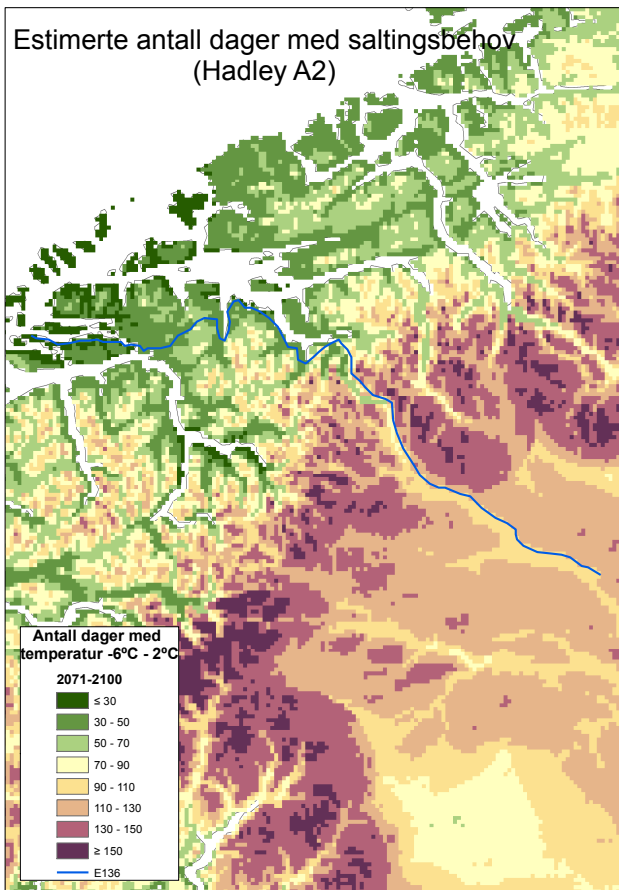 Estimerte antall dager med saltingsbehov
(Hadley A2)
Antall dager med
temperatur -6ºC - 2ºC
2071-2100
≤ 30
30 - 50
50 - 70
70 - 90
90 - 110
110 - 130
130 - 150
≥ 150
E136